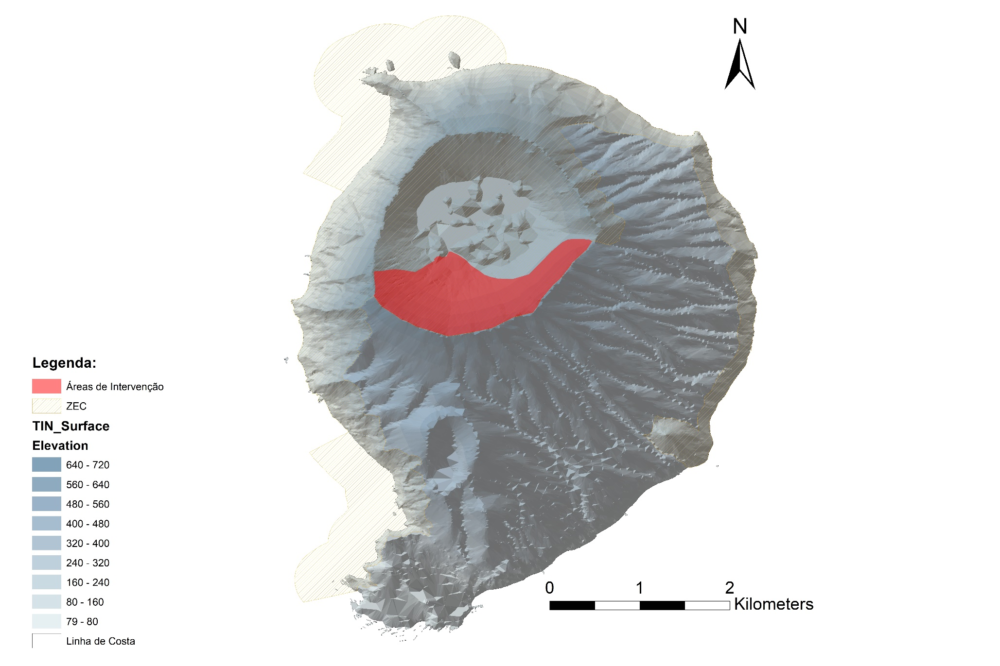 N
Legenda:
Áreas de Intervenção
ZEC
TIN_Surface
Elevation
640 - 720
560 - 640
480 - 560
400 - 480
320 - 400
240 - 320
160 - 240
80 - 160
79 - 80
Linha de Costa
0 1 2
Kilometers